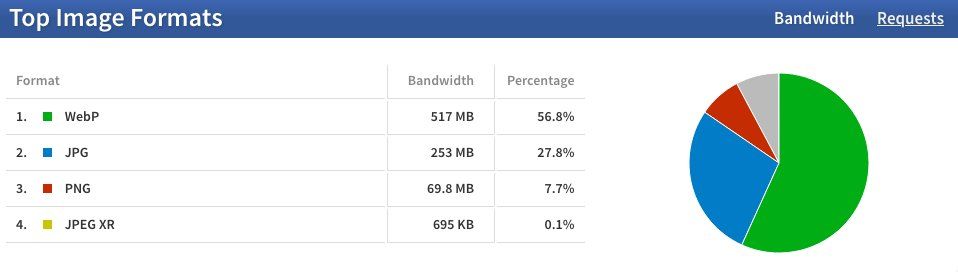 Top Image Formats Bandwidth Requests
Format Bandwidth Percentage
1. WebP 517 MB 56.8%
2. JPG 253 MB 27.8%
3. PNG 69.8 MB 7.7%
4. JPEG XR 695 KB 0.1%